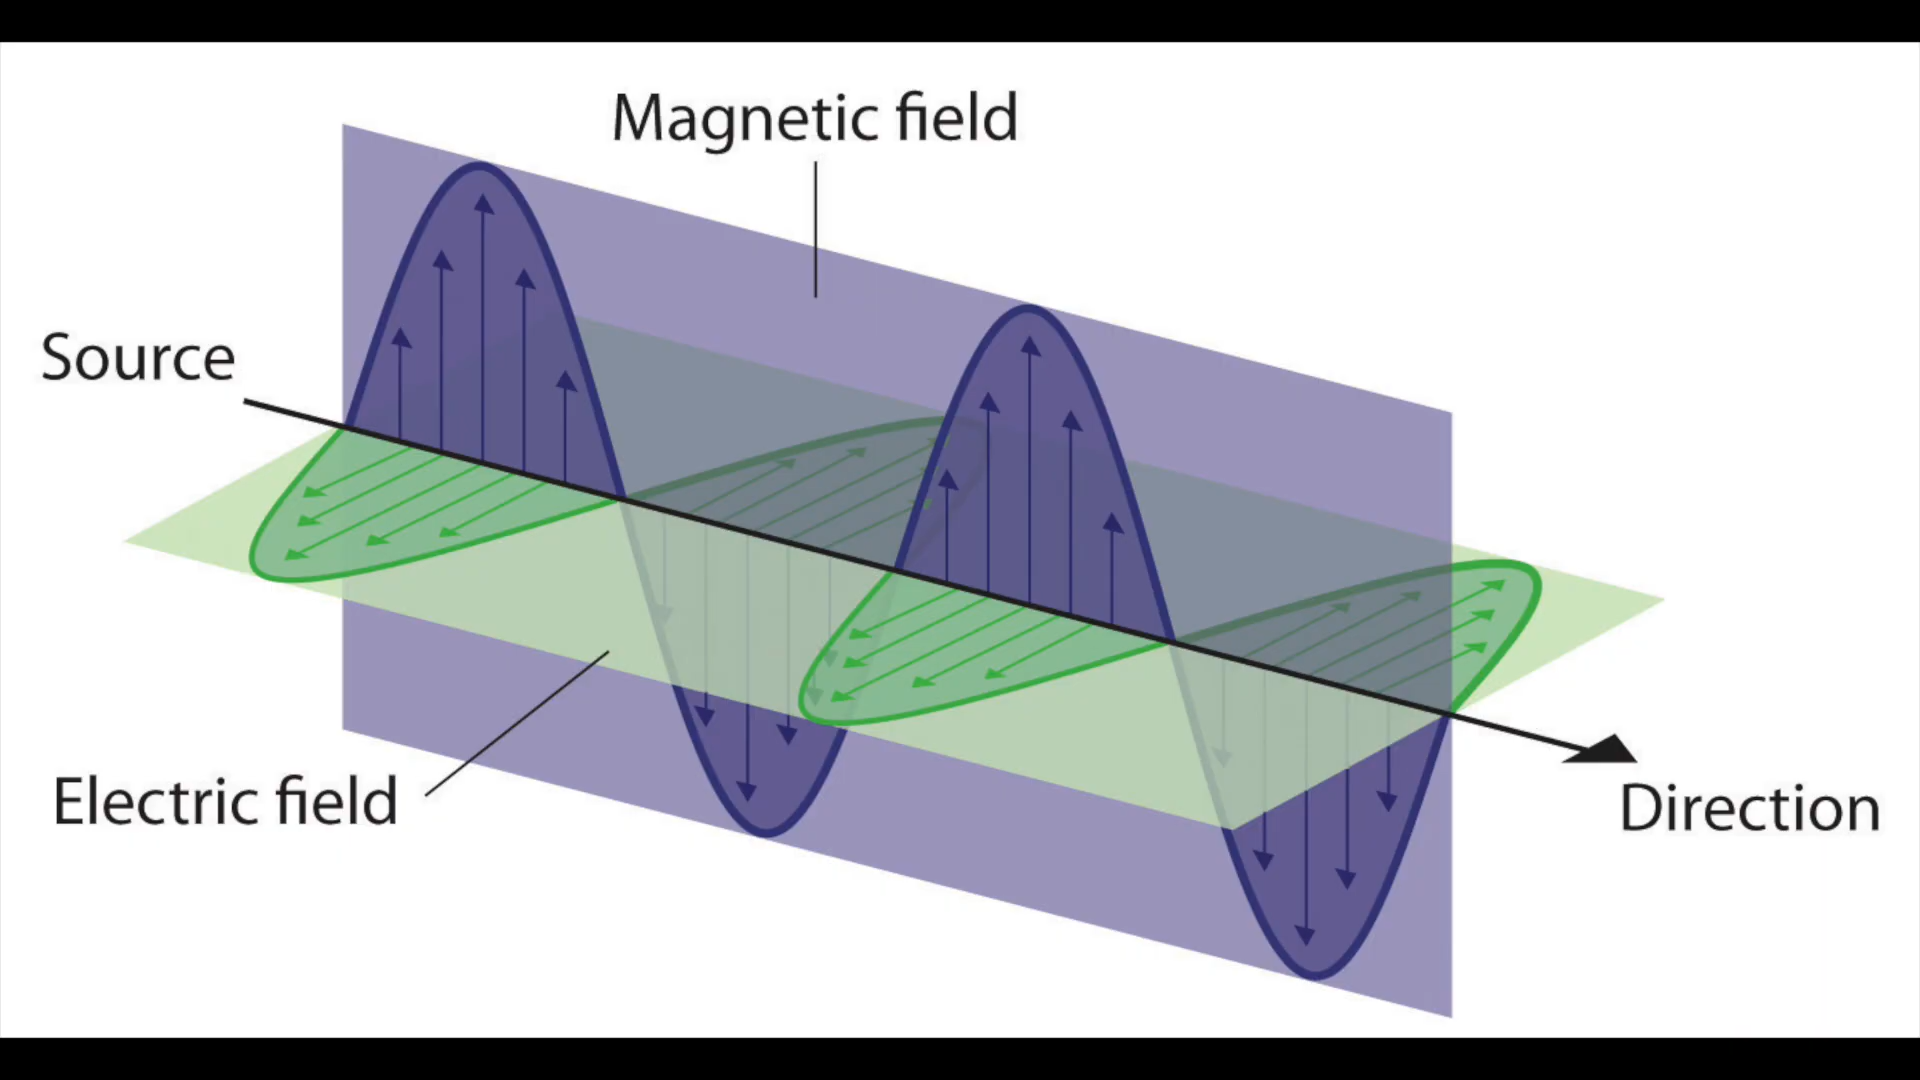 Magnetic field
Source
Electric field
Direction